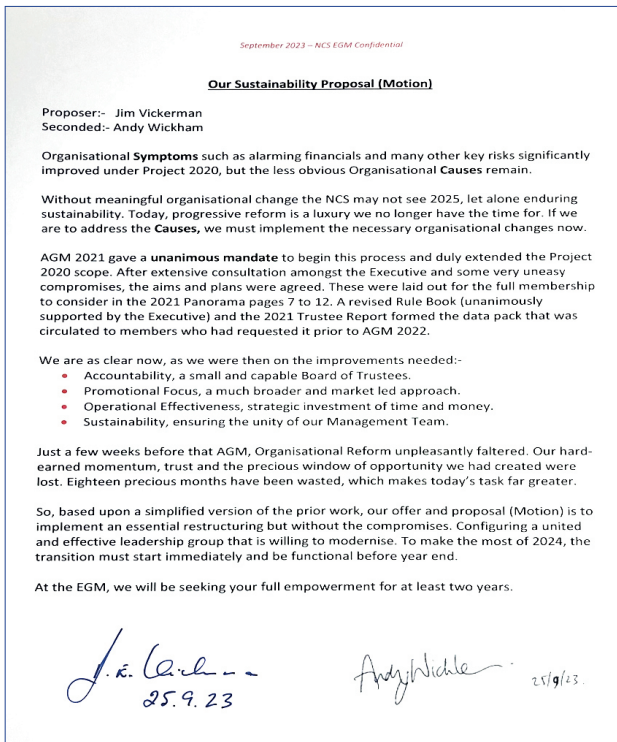 September 2023 – NCS EGM Confidential
Our Sustainability Proposal (Motion)
Proposer:- Jim Vickerman
Seconded:- Andy Wickham
Organisational Symptoms such as alarming financials and many other key risks significantly
improved under Project 2020, but the less obvious Organisational Causes remain.
Without meaningful organisational change the NCS may not see 2025, let alone enduring
sustainability. Today, progressive reform is a luxury we no longer have the time for. If we
are to address the Causes, we must implement the necessary organisational changes now.
AGM 2021 gave a unanimous mandate to begin this process and duly extended the Project
2020 scope. After extensive consultation amongst the Executive and some very uneasy
compromises, the aims and plans were agreed. These were laid out for the full membership
to consider in the 2021 Panorama pages 7 to 12. A revised Rule Book (unanimously
supported by the Executive) and the 2021 Trustee Report formed the data pack that was
circulated to members who had requested it prior to AGM 2022.
We are as clear now, as we were then on the improvements needed:-
• Accountability, a small and capable Board of Trustees.
• Promotional Focus, a much broader and market led approach.
• Operational Effectiveness, strategic investment of time and money.
• Sustainability, ensuring the unity of our Management Team.
Just a few weeks before that AGM, Organisational Reform unpleasantly faltered. Our hard-
earned momentum, trust and the precious window of opportunity we had created were
lost. Eighteen precious months have been wasted, which makes today's task far greater.
So, based upon a simplified version of the prior work, our offer and proposal (Motion) is to
implement an essential restructuring but without the compromises. Configuring a united
and effective leadership group that is willing to modernise. To make the most of 2024, the
transition must start immediately and be functional before year end.
At the EGM, we will be seeking your full empowerment for at least two years.
25.9.23
Andy
25/9/23.